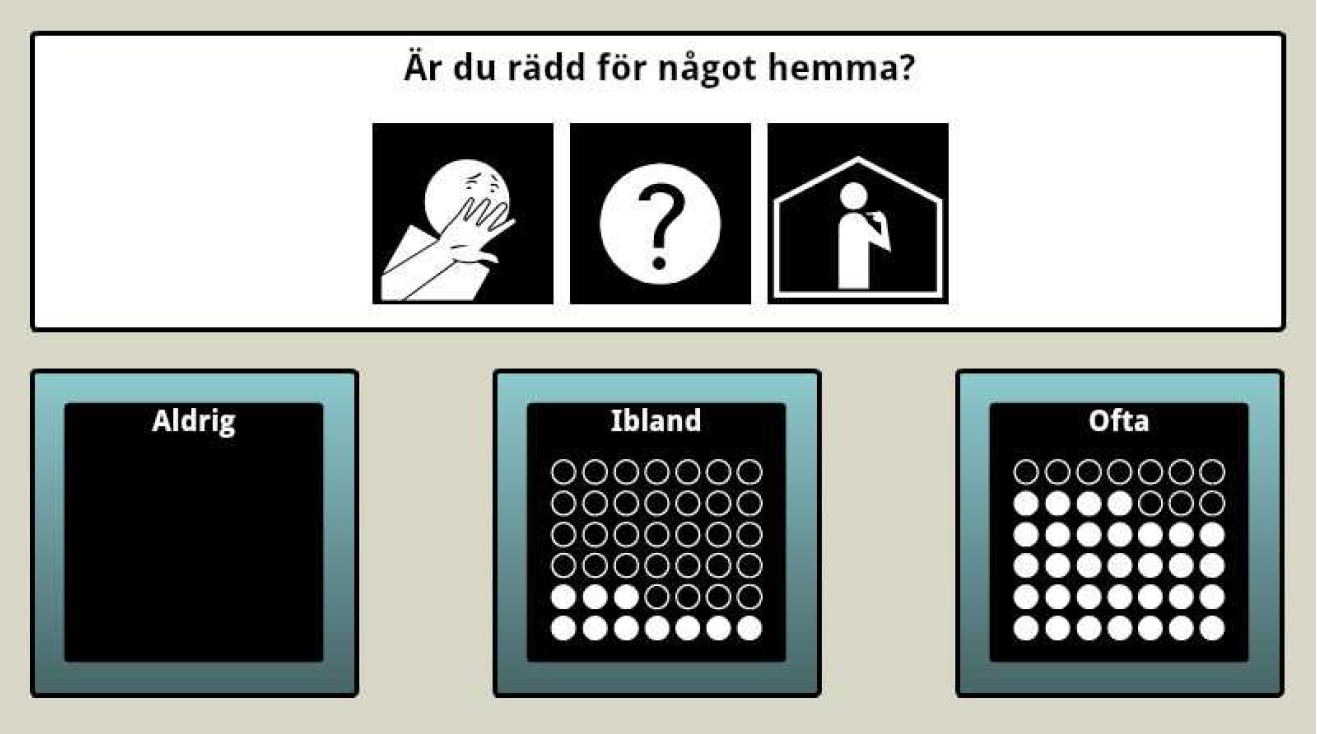 Är du rädd för något hemma?
?
Aldrig
Ibland
Ofta